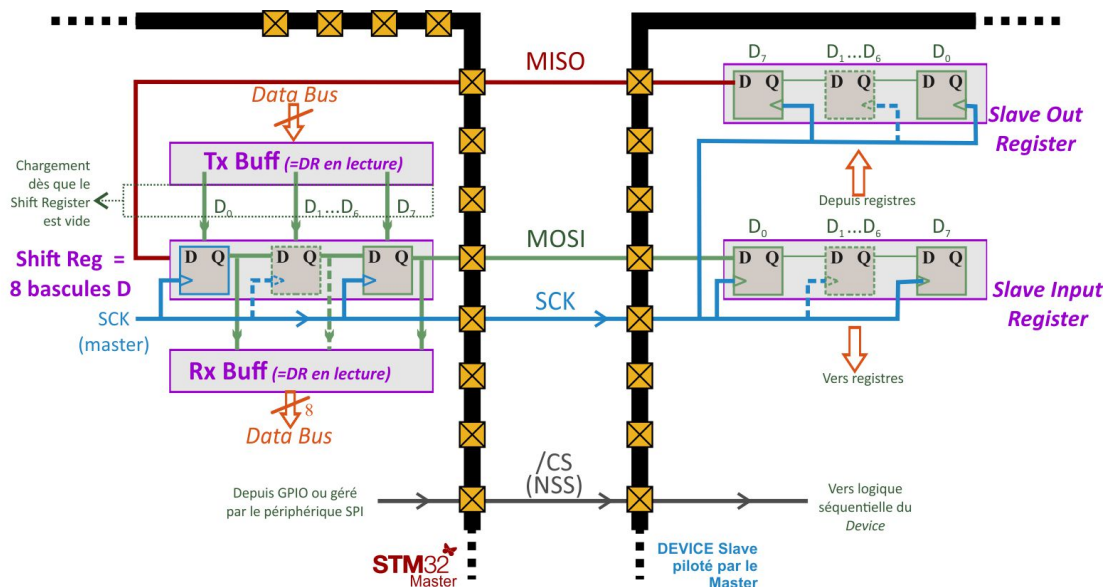 MISO
D7
D1...D6
D0
D Q
D Q
D Q
Slave Out
Register
Depuis registres
Data Bus
Tx Buff (=DR en lecture)
Chargement
dès que le
Shift Register
est vide
D0
D1...D6
D7
Shift Reg =
8 bascules D
D Q
D Q
D Q
MOSI
D0
D1...D6
D7
D Q
D Q
D Q
Slave Input
Register
SCK
(master)
SCK
Rx Buff (=DR en lecture)
8
Data Bus
Vers registres
/CS
(NSS)
Depuis GPIO ou géré
par le périphérique SPI
Vers logique
séquentielle du
Device
STM32
Master
DEVICE Slave
piloté par le
Master